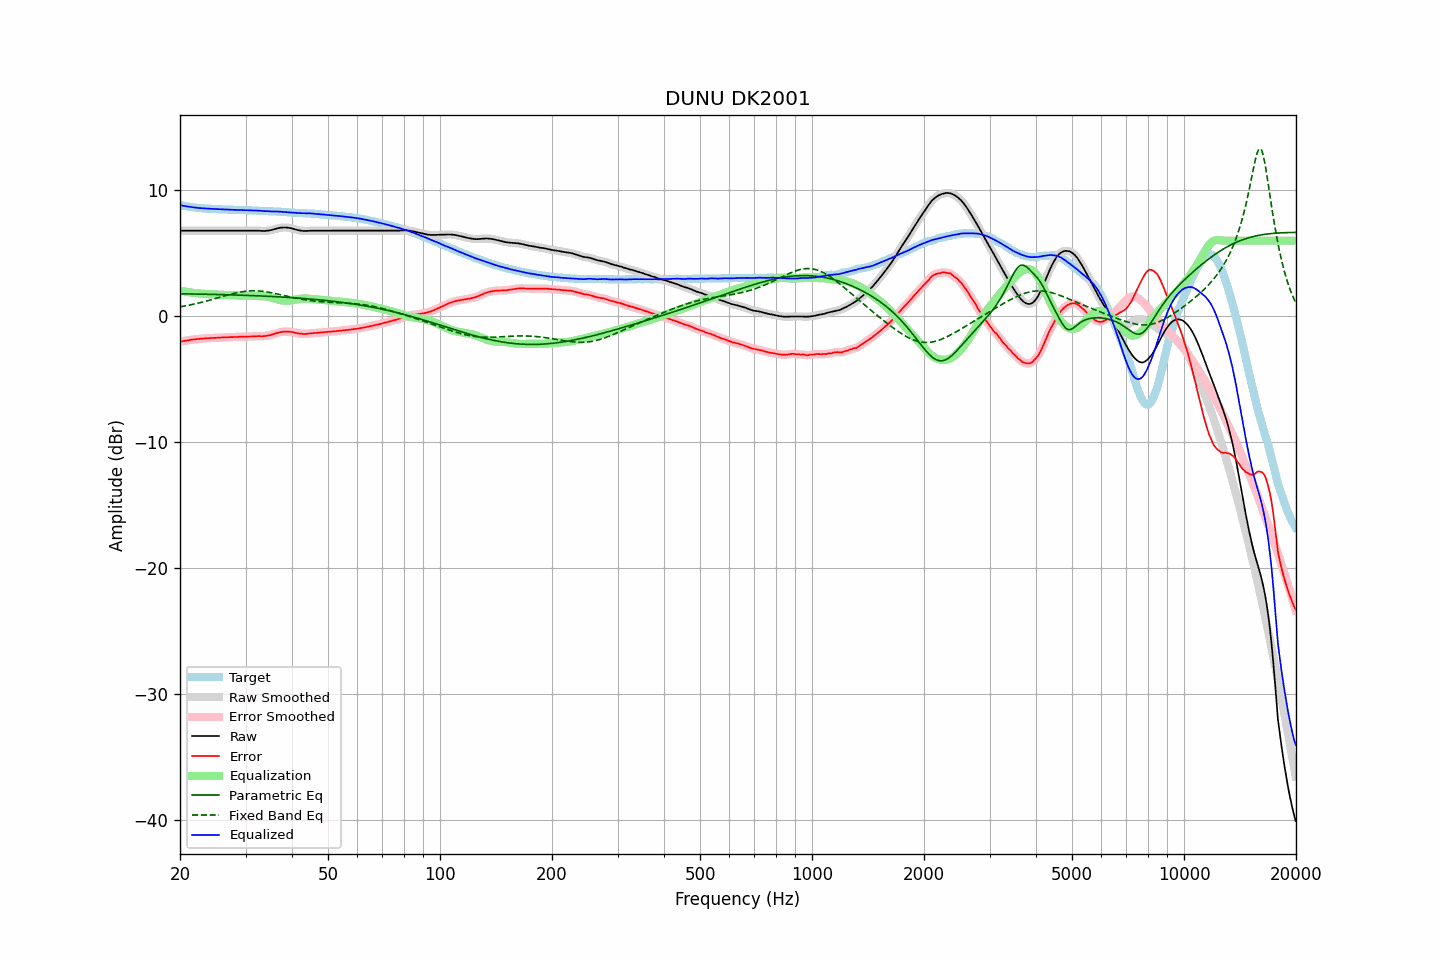 DUNU DK2001
Amplitude (dBr)
10
0
−10
−20
−30
−40
Target
Raw Smoothed
Error Smoothed
Raw
Error
Equalization
Parametric Eq
Fixed Band Eq
Equalized
20 50 100 200 500 1000 2000 5000 10000 20000
Frequency (Hz)